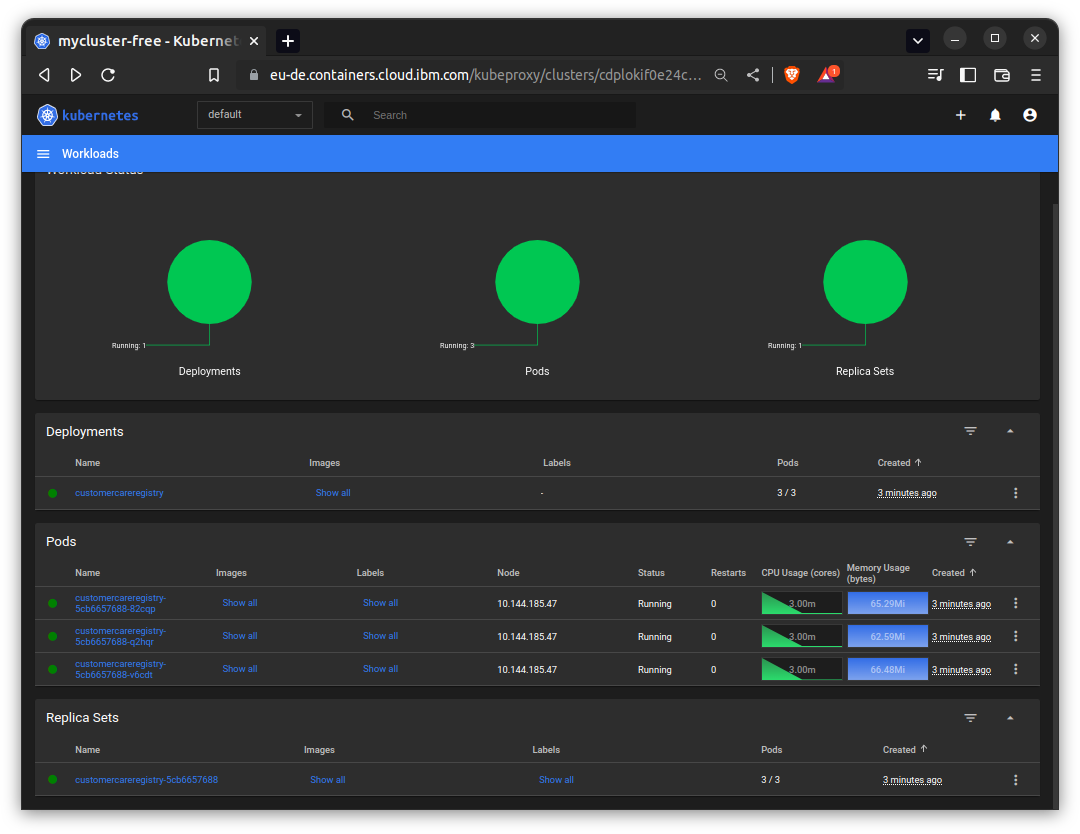 mycluster-free - Kubernet
eu-de.containers.cloud.ibm.com/kubeproxy/clusters/cdplokif0e24c...
1
kubernetes
default
Search
Workloads
Workload Status
Running: 1
Running: 3
Running: 1
Deployments
Pods
Replica Sets
Deployments
Name Images Labels Pods Created
customercareregistry Show all - 3 / 3 3 minutes ago
Pods
Name Images Labels Node Status Restarts CPU Usage (cores) Memory Usage (bytes) Created
customercareregistry-
5cb6657688-82cqp Show all Show all 10.144.185.47 Running 0 3.00m 65.29Mi 3 minutes ago
customercareregistry-
5cb6657688-q2hqr Show all Show all 10.144.185.47 Running 0 3.00m 62.59Mi 3 minutes ago
customercareregistry-
5cb6657688-v6cdt Show all Show all 10.144.185.47 Running 0 3.00m 66.48Mi 3 minutes ago
Replica Sets
Name Images Labels Pods Created
customercareregistry-5cb6657688 Show all Show all 3 / 3 3 minutes ago